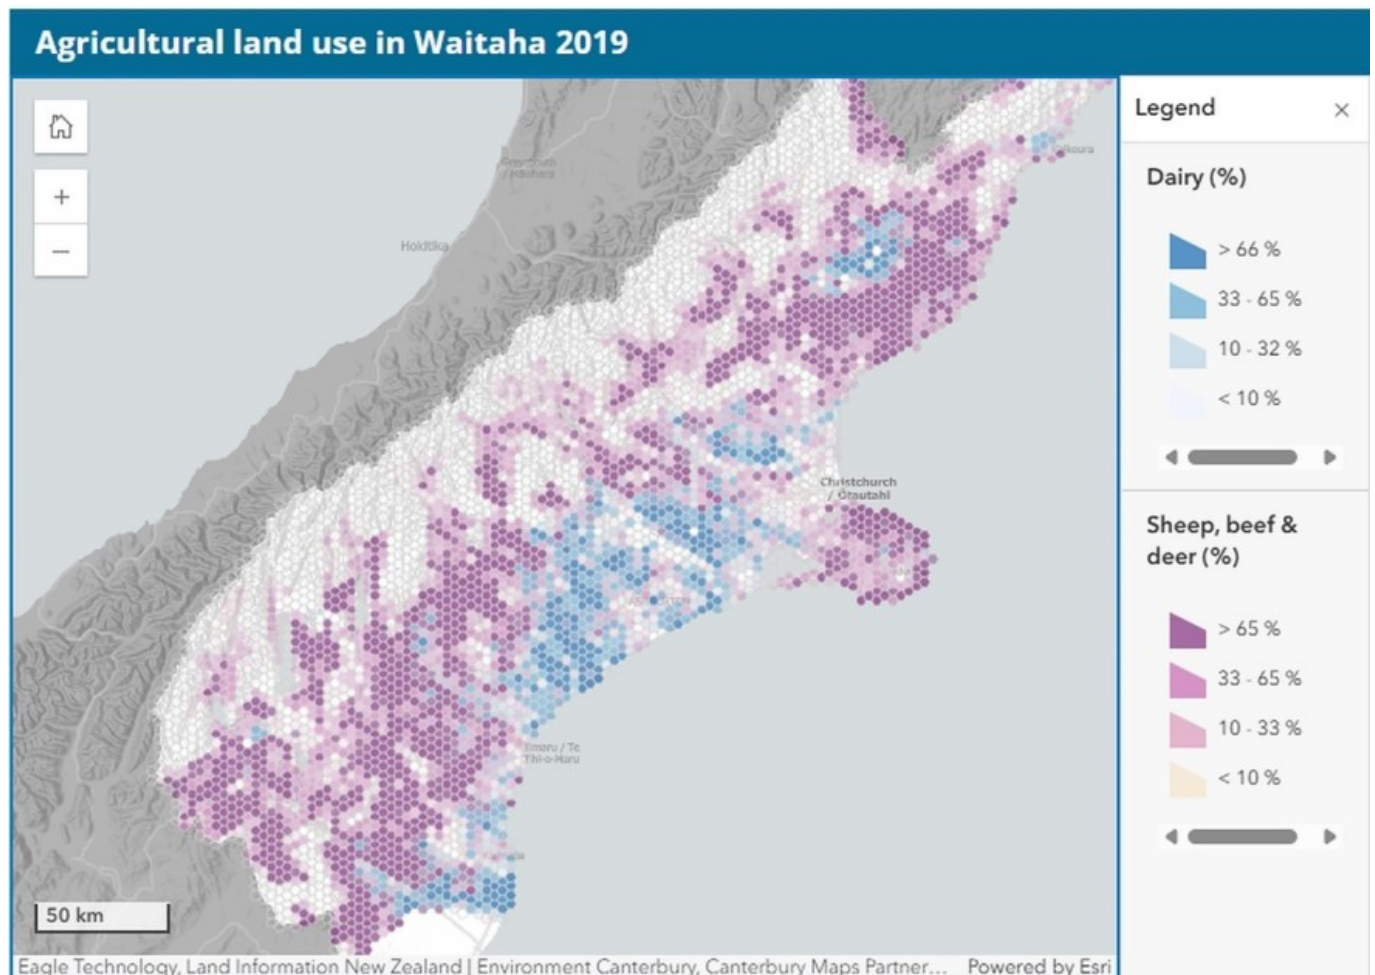 Agricultural land use in Waitaha 2019
+
−
Hokitika
Christchurch
/ Ōtautahi
Timaru / Te
Tihi-o-Maru
50 km
Eagle Technology, Land Information New Zealand | Environment Canterbury, Canterbury Maps Partner...
Powered by Esri
Legend
×
Dairy (%)
> 66 %
33 - 65 %
10 - 32 %
< 10 %
Sheep, beef &
deer (%)
> 65 %
33 - 65 %
10 - 33 %
< 10 %